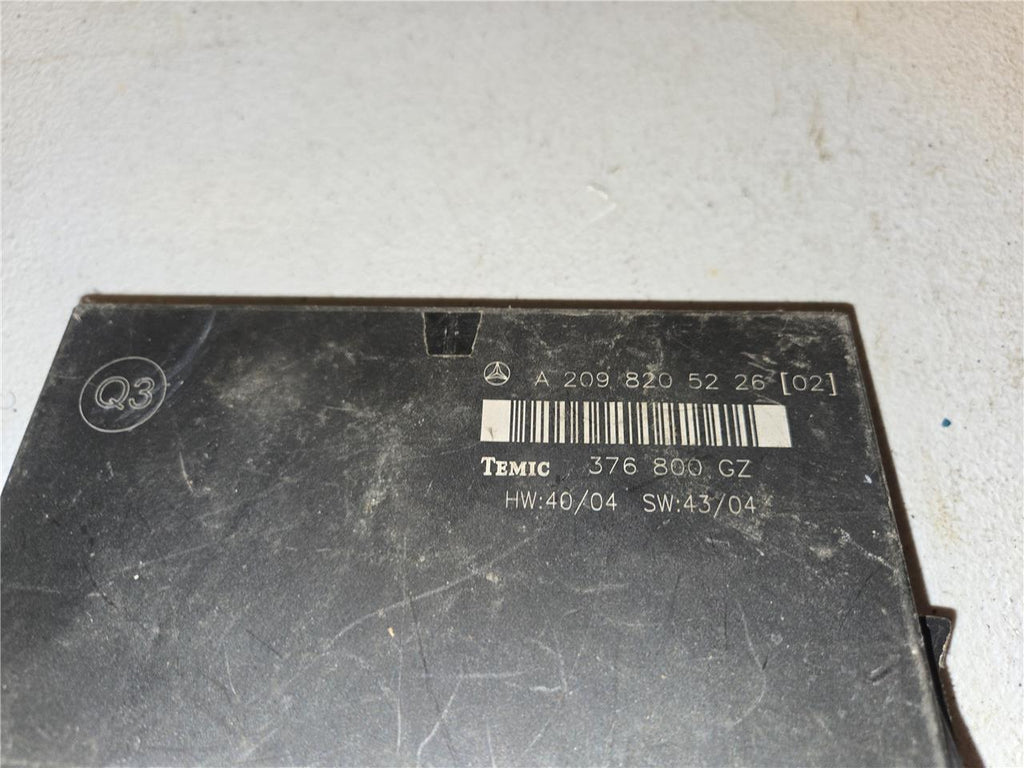 Q3
A 209 820 52 26 [02]
TEMIC 376 800 GZ
HW:40/04 SW:43/04